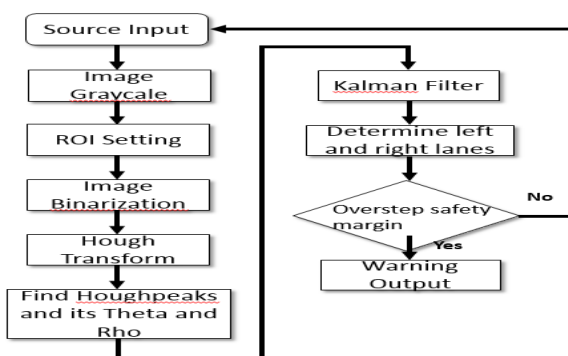 Source Input
Image
Graycale
ROI Setting
Image
Binarization
Hough
Transform
Find Houghpeaks
and its Theta and
Rho
Kalman Filter
Determine left
and right lanes
Overstep safety
margin
No
Yes
Warning
Output